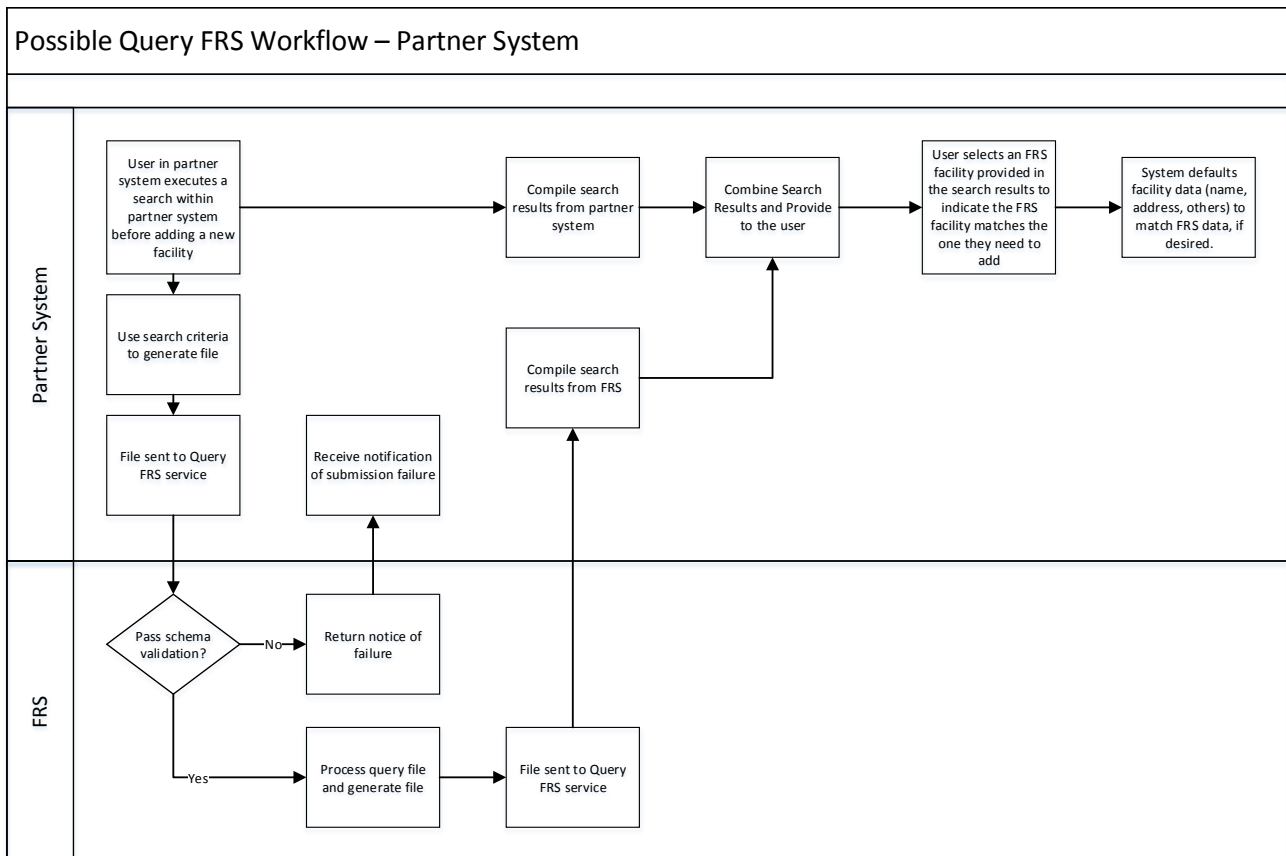 Possible Query FRS Workflow – Partner System
Partner System
User in partner
system executes a
search within
partner system
before adding a new
facility
Compile search
results from partner
system
Combine Search
Results and Provide
to the user
User selects an FRS
facility provided in
the search results to
indicate the FRS
facility matches the
one they need to
add
System defaults
facility data (name,
address, others) to
match FRS data, if
desired.
Use search criteria
to generate file
Compile search
results from FRS
File sent to Query
FRS service
Receive notification
of submission failure
FRS
Pass schema
validation?
No
Return notice of
failure
Yes
Process query file
and generate file
File sent to Query
FRS service